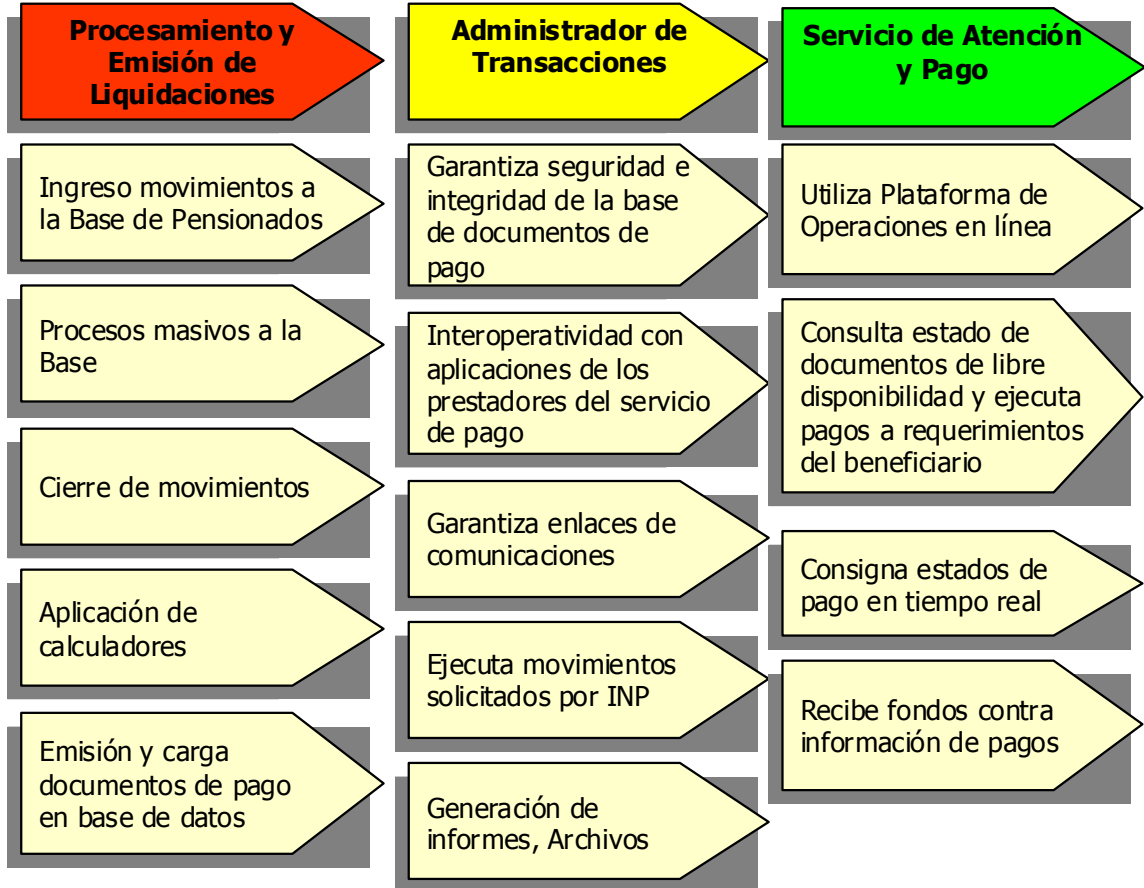 Procesamiento y
Emisión de
Liquidaciones
Ingreso movimientos a
la Base de Pensionados
Procesos masivos a la
Base
Cierre de movimientos
Aplicación de
calculadores
Emisión y carga
documentos de pago
en base de datos
Administrador de
Transacciones
Garantiza seguridad e
integridad de la base
de documentos de
pago
Interoperatividad con
aplicaciones de los
prestadores del servicio
de pago
Garantiza enlaces de
comunicaciones
Ejecuta movimientos
solicitados por INP
Generación de
informes, Archivos
Servicio de Atención
y Pago
Utiliza Plataforma de
Operaciones en línea
Consulta estado de
documentos de libre
disponibilidad y ejecuta
pagos a requerimientos
del beneficiario
Consigna estados de
pago en tiempo real
Recibe fondos contra
información de pagos